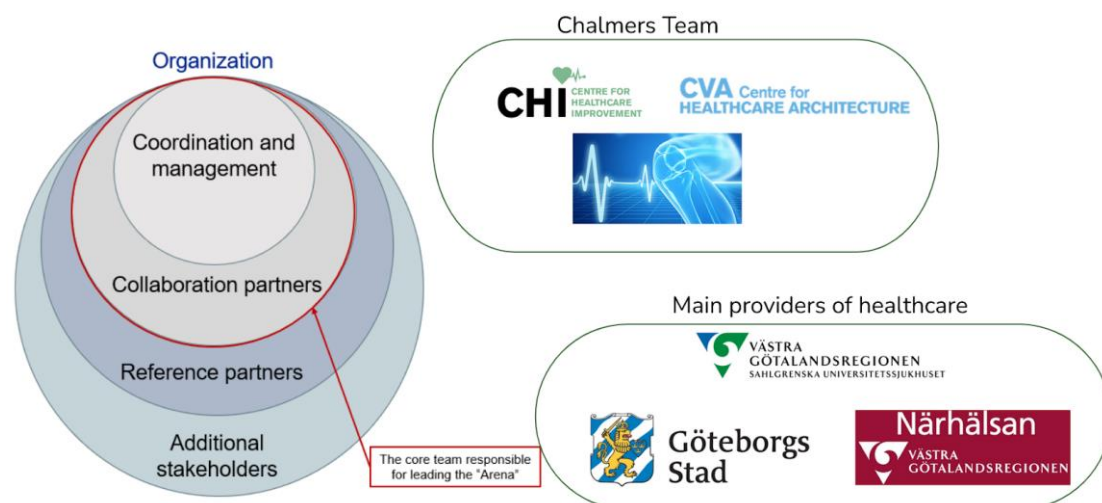 Chalmers Team
Organization
Coordination and
management
Collaboration partners
Reference partners
Additional
stakeholders
The core team responsible
for leading the "Arena"
CHI
CENTRE FOR
HEALTHCARE
IMPROVEMENT
CVA Centre for
HEALTHCARE ARCHITECTURE
Main providers of healthcare
VÄSTRA
GÖTALANDSREGIONEN
SAHLGRENSKA UNIVERSITETSSJUKHUSET
Göteborgs
Stad
Närhälsan
VÄSTRA
GÖTALANDSREGIONEN